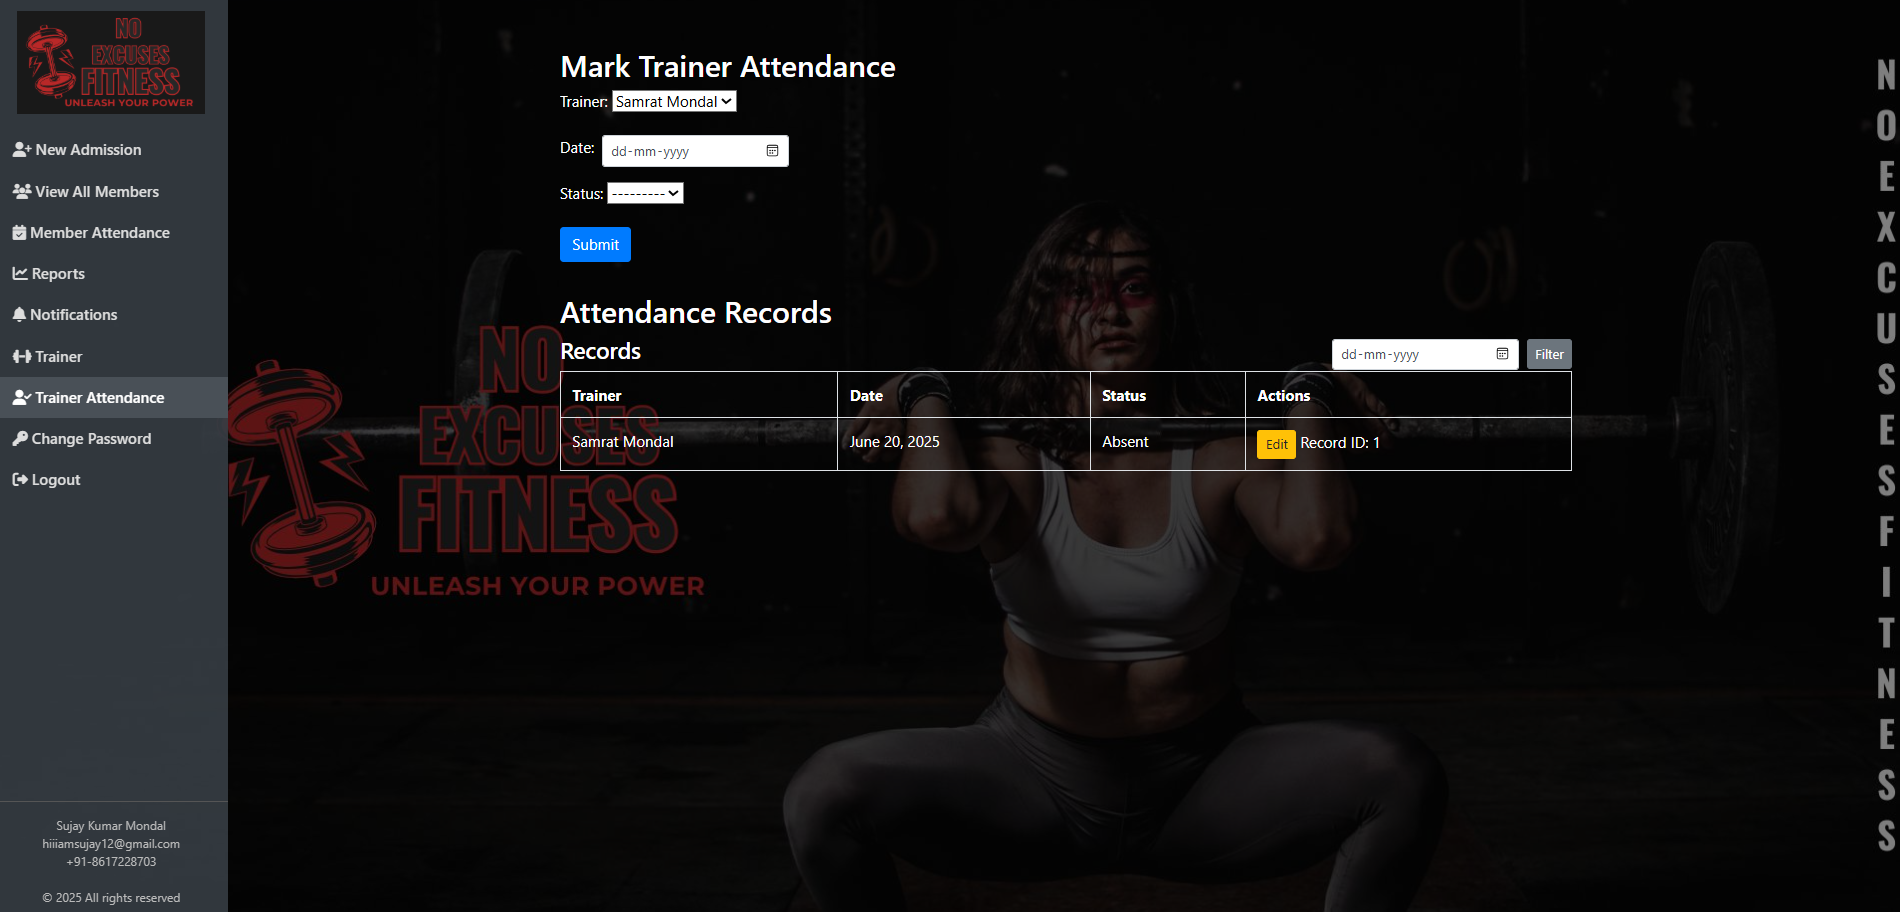 NO
EXCUSES
FITNESS
UNLEASH YOUR POWER
New Admission
View All Members
Member Attendance
Reports
Notifications
Trainer
Trainer Attendance
Change Password
Logout
Sujay Kumar Mondal
hiiiamsujay12@gmail.com
+91-8617228703
© 2025 All rights reserved
Mark Trainer Attendance
Trainer: Samrat Mondal
Date: dd-mm-yyyy
Status: ---------
Submit
Attendance Records
Records
dd-mm-yyyy Filter
Trainer Date Status Actions
Samrat Mondal June 20, 2025 Absent Edit Record ID: 1
NO
EXCUSES
FITNESS
UNLEASH YOUR POWER
NOEXCUSESFITNESS